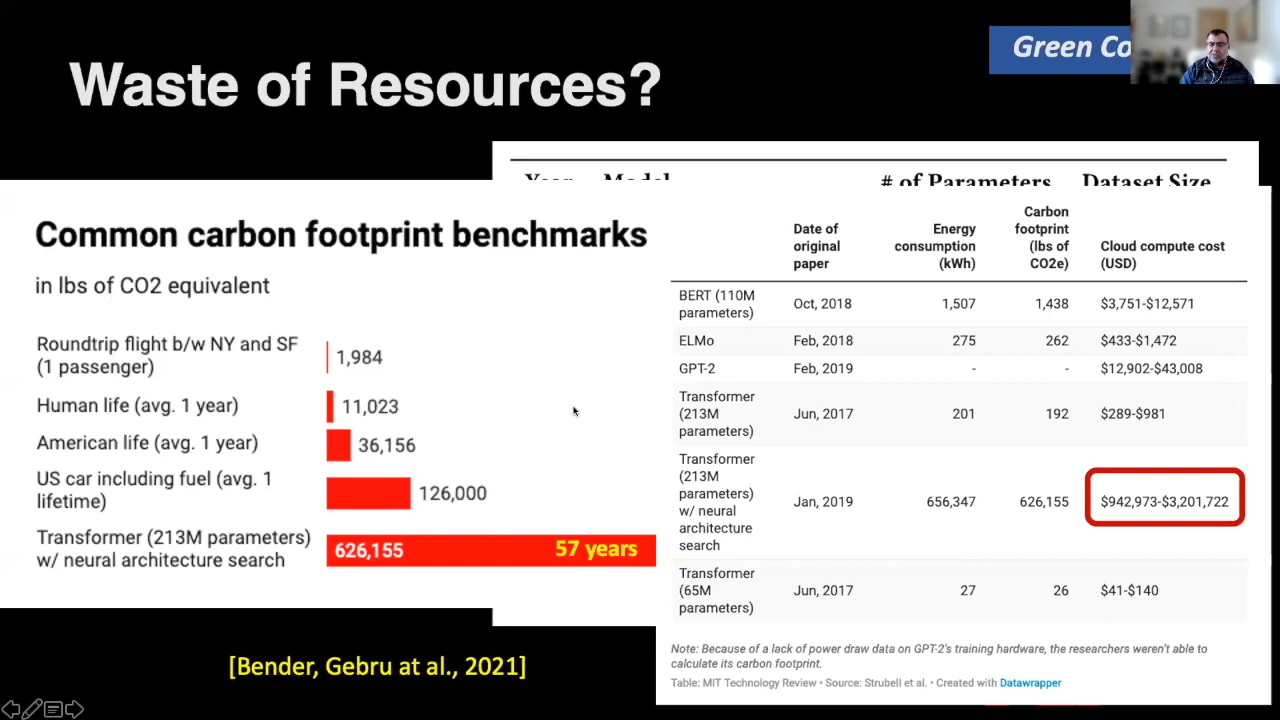 Waste of Resources?
Green Co
Year Model # of Parameters Dataset Size
Common carbon footprint benchmarks
in lbs of CO2 equivalent
Roundtrip flight b/w NY and SF
(1 passenger)
1,984
Human life (avg. 1 year)
11,023
American life (avg. 1 year)
36,156
US car including fuel (avg. 1
lifetime)
126,000
Transformer (213M parameters)
w/ neural architecture search
626,155
57 years
Date of
original
paper
Energy
consumption
(kWh)
Carbon
footprint
(lbs of
CO2e)
Cloud compute cost
(USD)
BERT (110M
parameters)
Oct, 2018 1,507 1,438 $3,751-$12,571
ELMo Feb, 2018 275 262 $433-$1,472
GPT-2 Feb, 2019 - - $12,902-$43,008
Transformer
(213M
parameters)
Jun, 2017 201 192 $289-$981
Transformer
(213M
parameters)
w/ neural
architecture
search
Jan, 2019 656,347 626,155 $942,973-$3,201,722
Transformer
(65M
parameters)
Jun, 2017 27 26 $41-$140
Note: Because of a lack of power draw data on GPT-2's training hardware, the researchers weren't able to
calculate its carbon footprint.
Table: MIT Technology Review • Source: Strubell et al. • Created with Datawrapper
[Bender, Gebru at al., 2021]